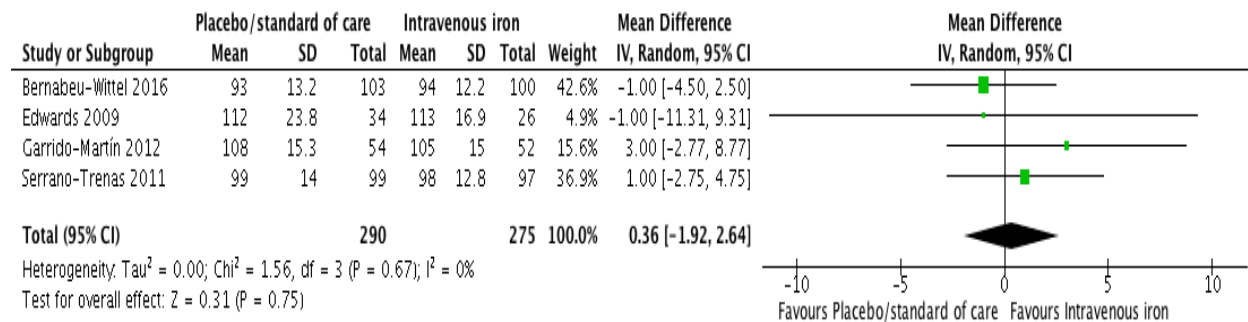 Placebo/standard of care Intravenous iron Mean Difference Mean Difference
Study or Subgroup Mean SD Total Mean SD Total Weight IV, Random, 95% CI IV, Random, 95% CI
Bernabeu-Wittel 2016 93 13.2 103 94 12.2 100 42.6% -1.00 [-4.50, 2.50]
Edwards 2009 112 23.8 34 113 16.9 26 4.9% -1.00 [-11.31, 9.31]
Garrido-Martín 2012 108 15.3 54 105 15 52 15.6% 3.00 [-2.77, 8.77]
Serrano-Trenas 2011 99 14 99 98 12.8 97 36.9% 1.00 [-2.75, 4.75]
Total (95% CI) 290 275 100.0% 0.36 [-1.92, 2.64]
Heterogeneity: Tau² = 0.00; Chi² = 1.56, df = 3 (P = 0.67); I² = 0%
Test for overall effect: Z = 0.31 (P = 0.75)
-10 -5 0 5 10
Favours Placebo/standard of care Favours Intravenous iron